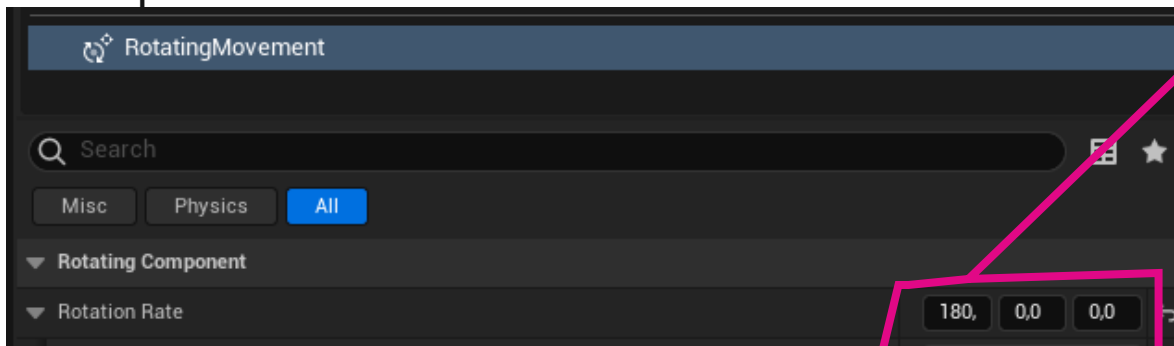 RotatingMovement
Search
Misc Physics All
Rotating Component
Rotation Rate 180, 0,0 0,0